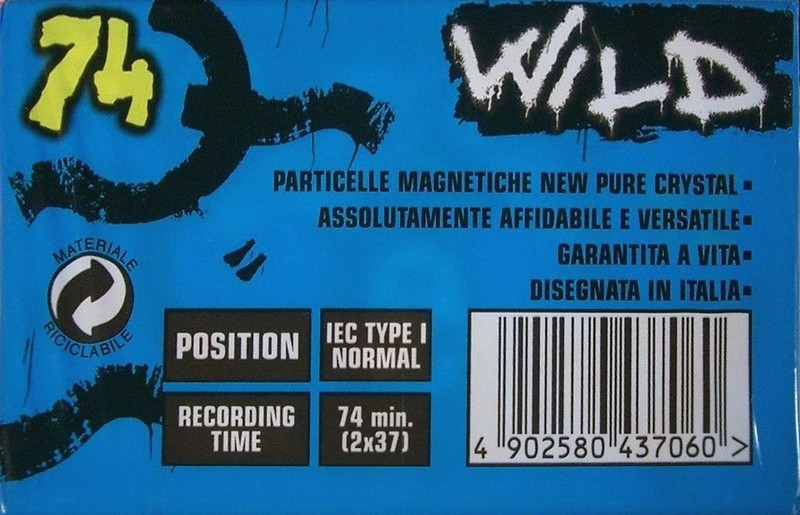 74
WILD
PARTICELLE MAGNETICHE NEW PURE CRYSTAL
ASSOLUTAMENTE AFFIDABILE E VERSATILE
GARANTITA A VITA
DISEGNATA IN ITALIA
MATERIALE
RICICLABILE
POSITION
IEC TYPE I
NORMAL
RECORDING
TIME
74 min.
(2x37)
4 902580 437060 >